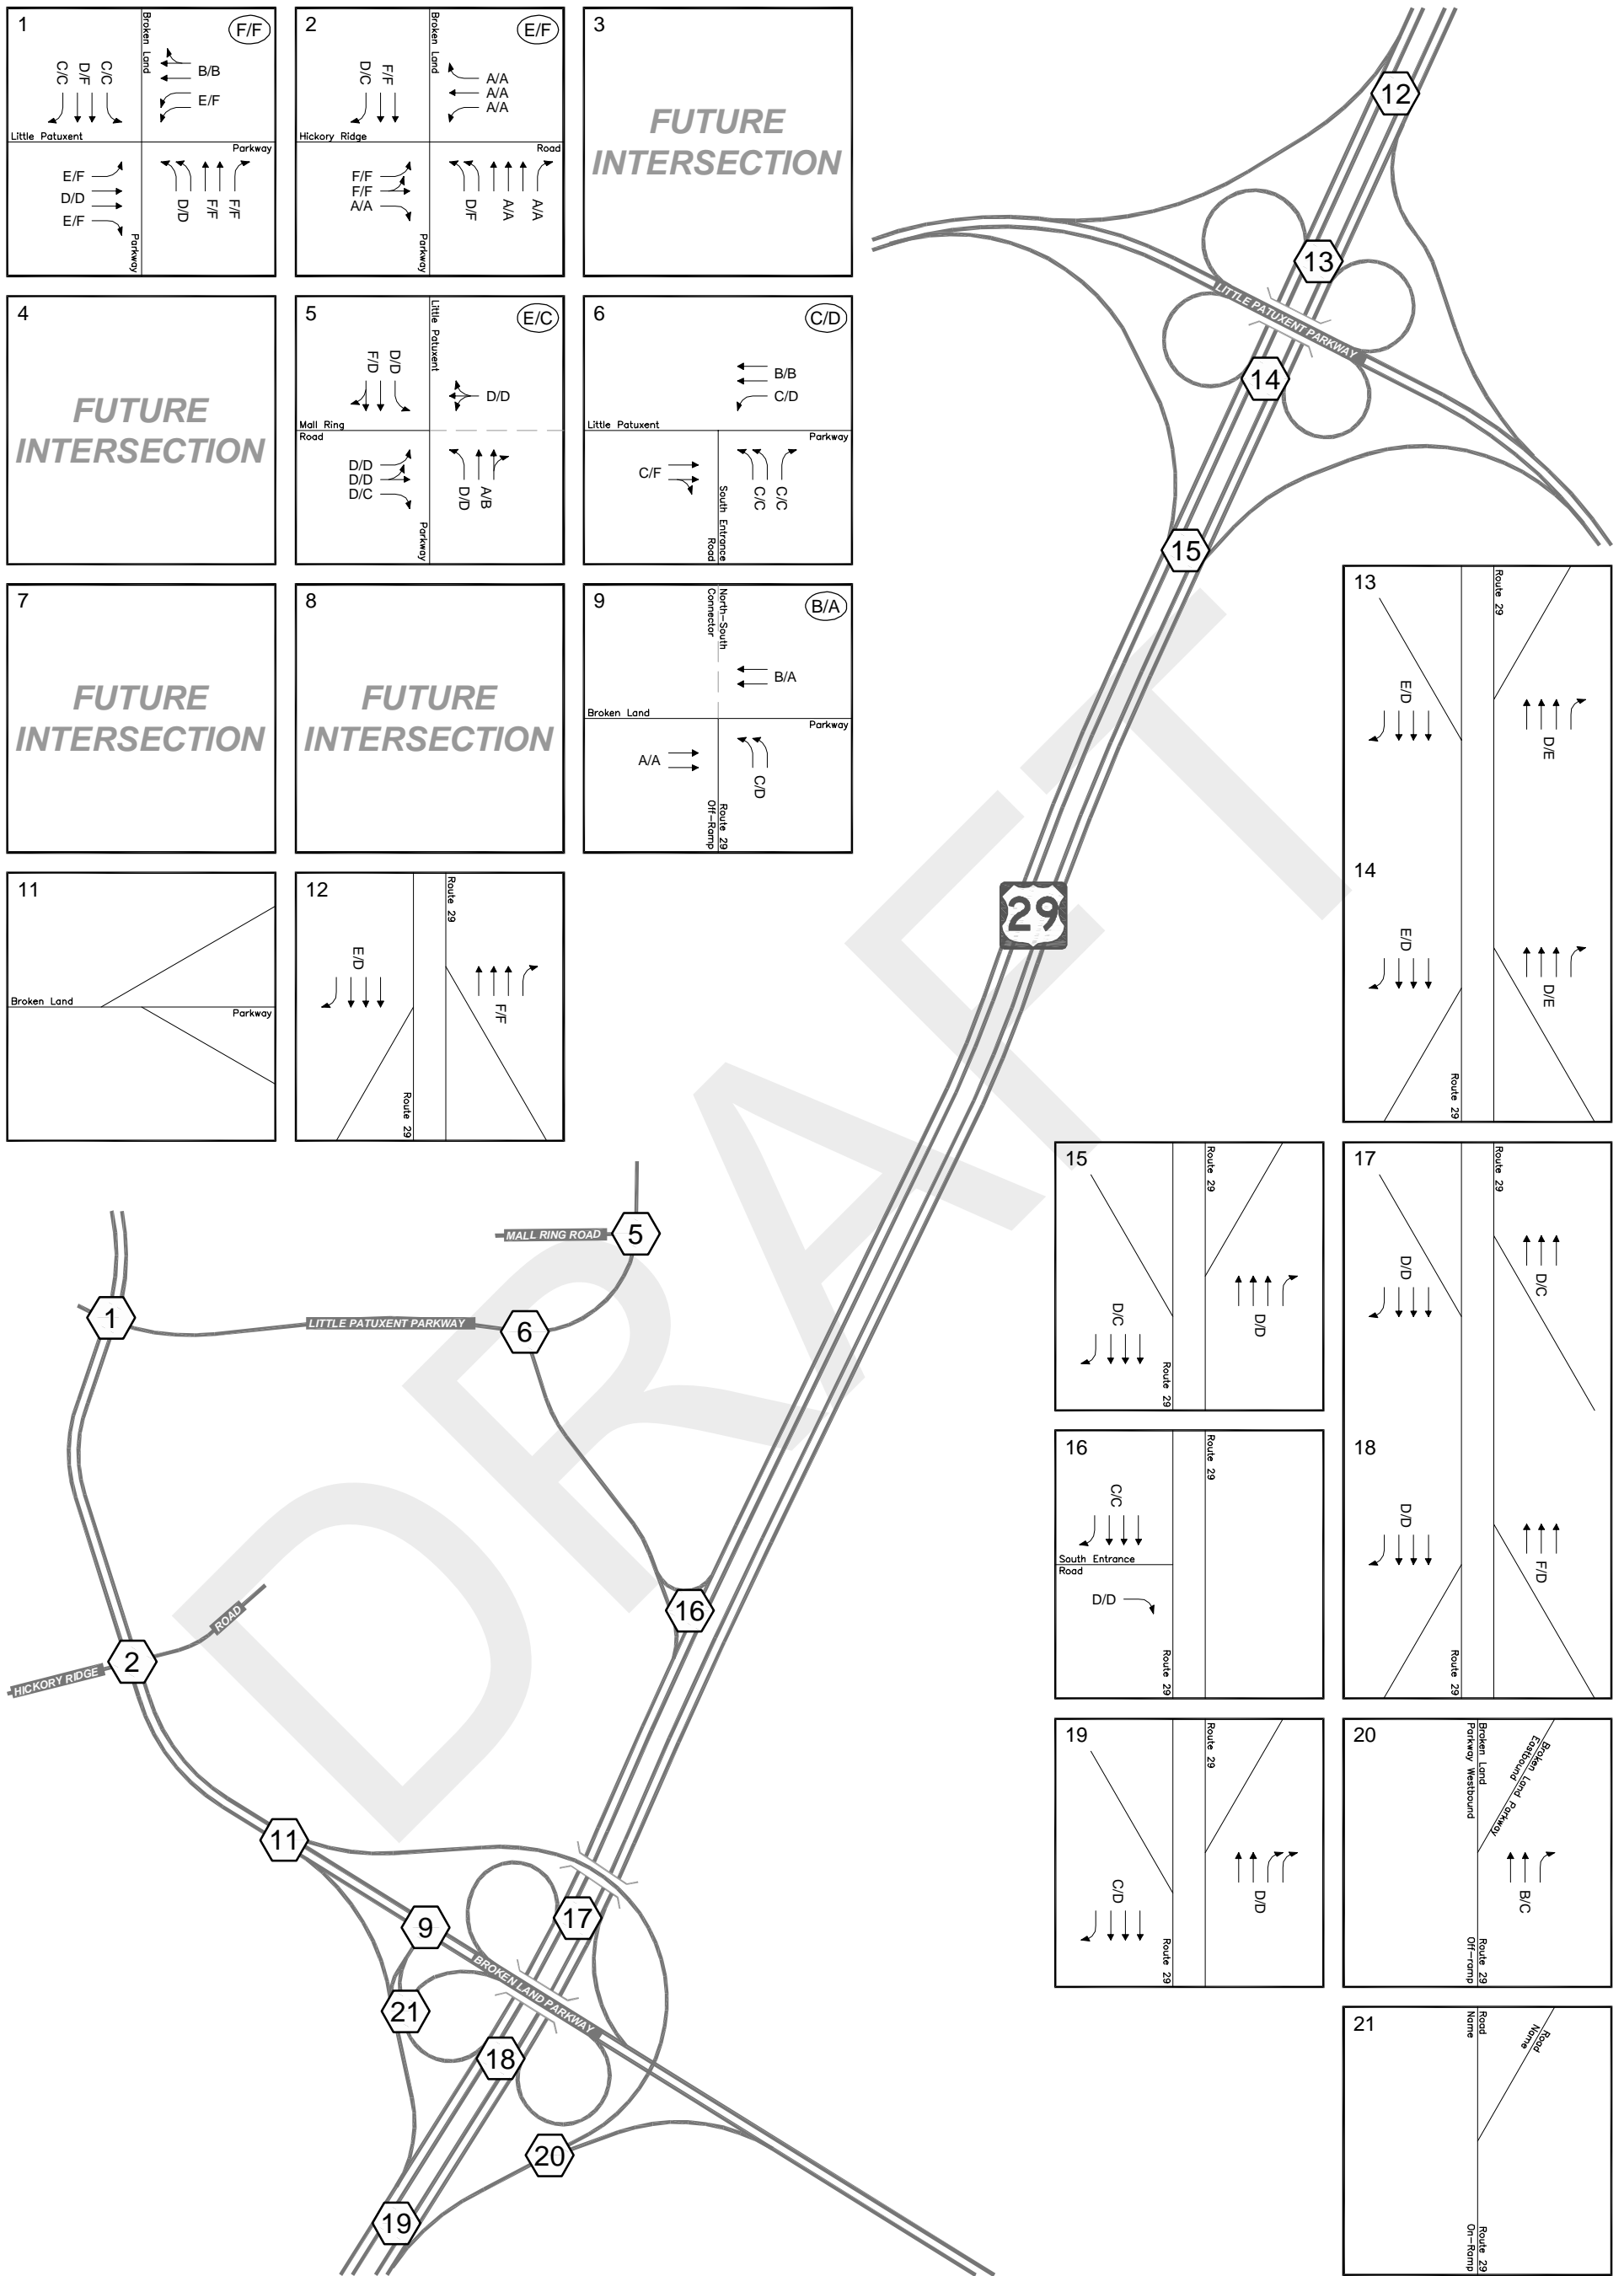 1
F/F
Broken Land
C/C
D/F
C/C
B/B
E/F
Little Patuxent
Parkway
E/F
D/D
E/F
D/D
F/F
F/F
Parkway
2
E/F
Broken Land
D/C
F/F
A/A
A/A
A/A
Hickory Ridge
Road
F/F
F/F
A/A
D/F
A/A
A/A
Parkway
3
FUTURE
INTERSECTION
4
FUTURE
INTERSECTION
5
E/C
Little Patuxent
F/D
D/D
D/D
Mall Ring
Road
D/D
D/D
D/C
D/D
A/B
Parkway
6
C/D
B/B
C/D
Little Patuxent
Parkway
C/F
C/C
C/C
South Entrance
Road
7
FUTURE
INTERSECTION
8
FUTURE
INTERSECTION
9
B/A
North-South
Connector
B/A
Broken Land
Parkway
A/A
C/D
Route 29
Off-Ramp
11
Broken Land
Parkway
12
Route 29
E/D
F/F
Route 29
12
13
LITTLE PATUXENT PARKWAY
14
15
29
DRAFT
13
Route 29
E/D
D/E
14
E/D
D/E
Route 29
15
Route 29
D/C
D/D
Route 29
17
Route 29
D/D
D/C
18
D/D
F/D
Route 29
16
Route 29
C/C
South Entrance
Road
D/D
Route 29
19
Route 29
C/D
D/D
Route 29
20
Broken Land
Parkway Westbound
Broken Land Parkway
Eastbound
B/C
Route 29
Off-ramp
21
Road
Name
Road
Name
Route 29
On-Ramp
MALL RING ROAD
5
1
LITTLE PATUXENT PARKWAY
6
16
ROAD
2
HICKORY RIDGE
11
9
17
BROKEN LAND PARKWAY
21
18
20
19